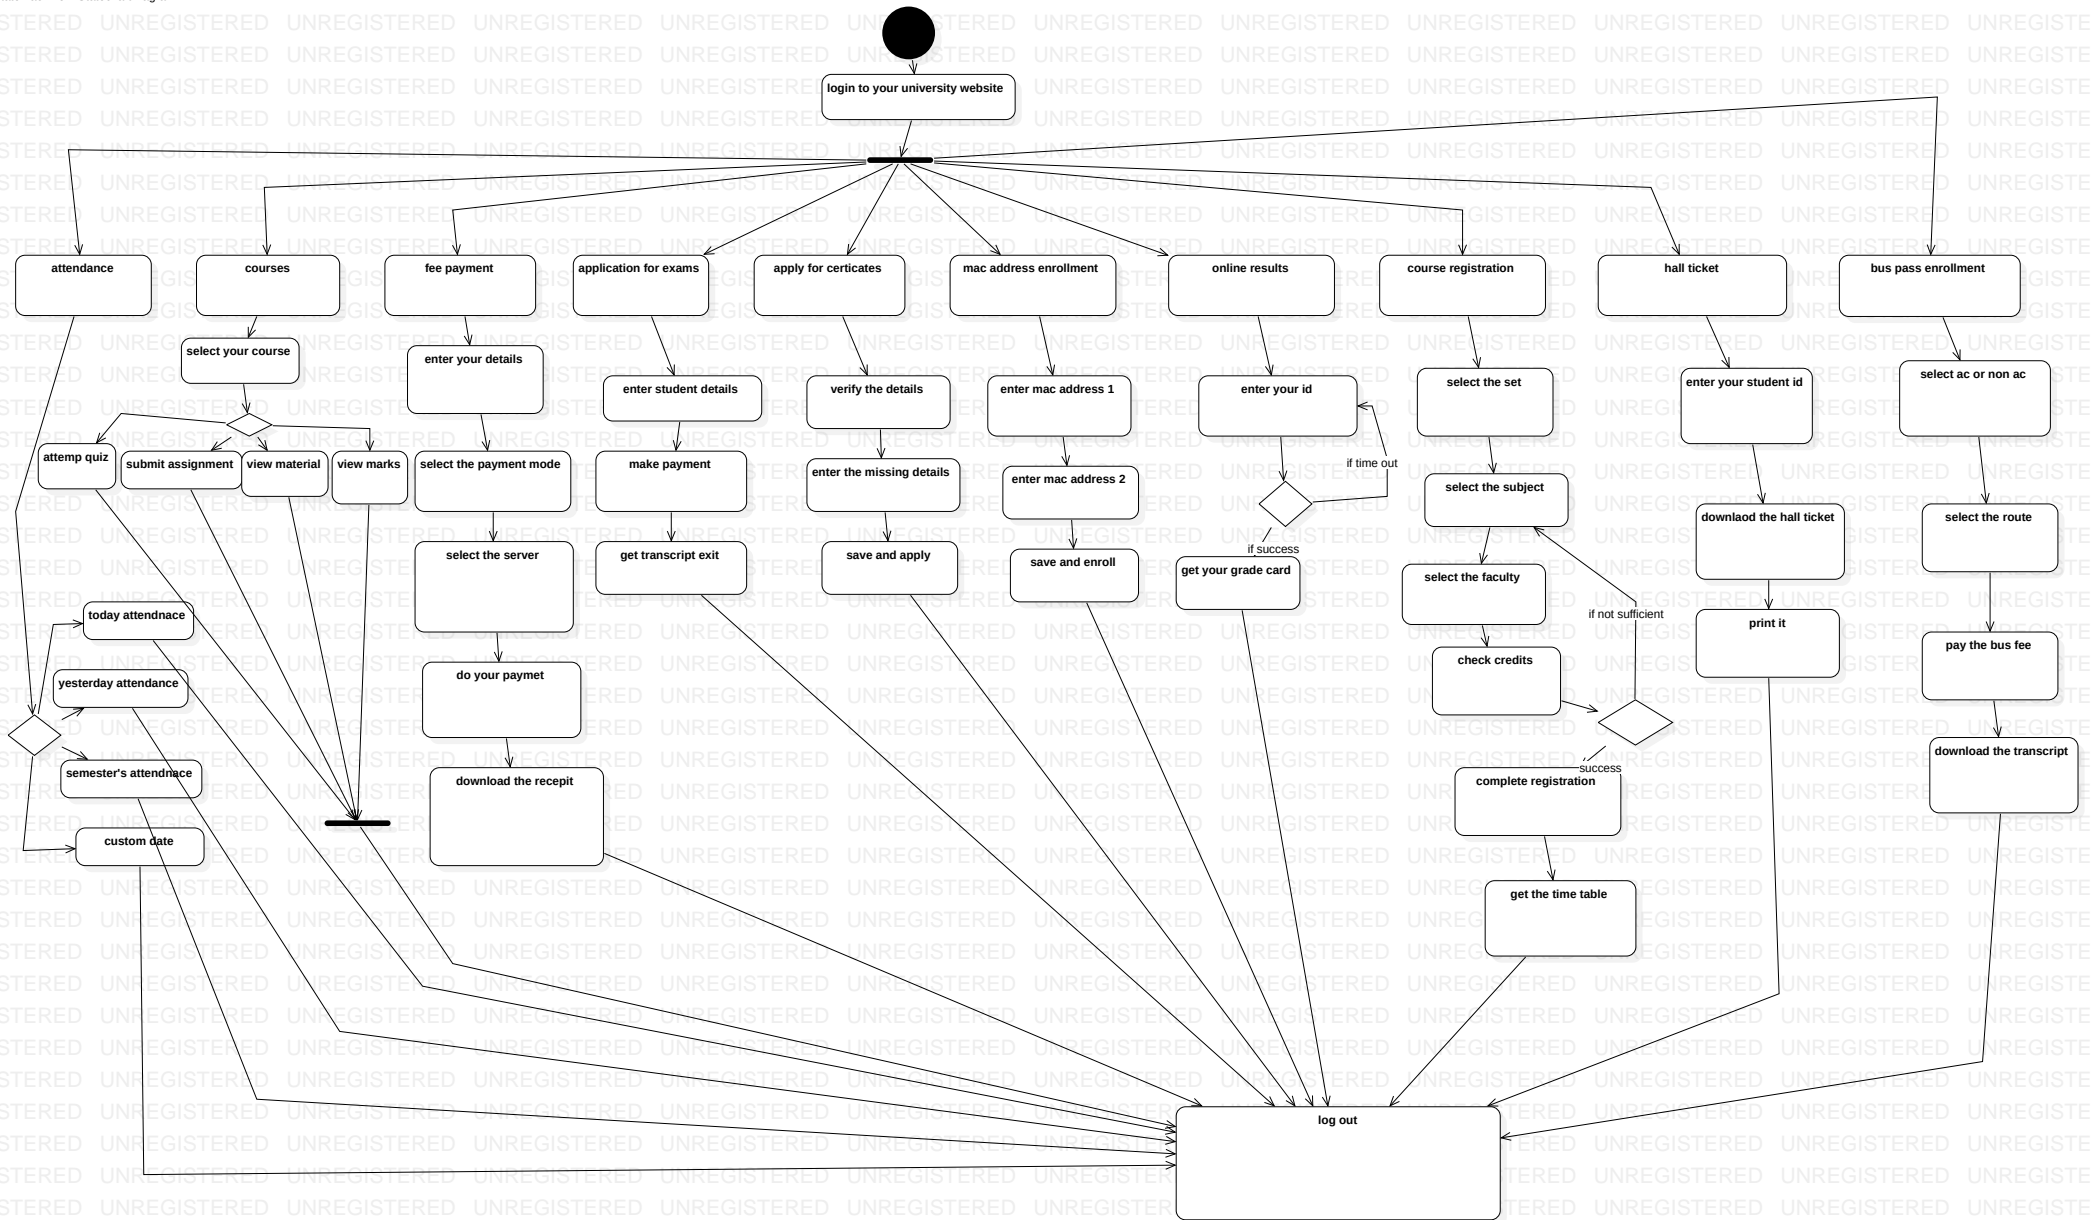 login to your university website
attendance
courses
fee payment
application for exams
apply for certicates
mac address enrollment
online results
course registration
hall ticket
bus pass enrollment
select your course
enter your details
enter student details
verify the details
enter mac address 1
enter your id
select the set
enter your student id
select ac or non ac
attemp quiz
submit assignment
view material
view marks
select the payment mode
make payment
enter the missing details
enter mac address 2
if time out
select the subject
downlaod the hall ticket
select the route
select the server
get transcript exit
save and apply
save and enroll
if success
get your grade card
select the faculty
if not sufficient
print it
today attendnace
yesterday attendance
do your paymet
check credits
pay the bus fee
semester's attendnace
download the recepit
success
complete registration
download the transcript
custom date
get the time table
log out
UNREGISTERED